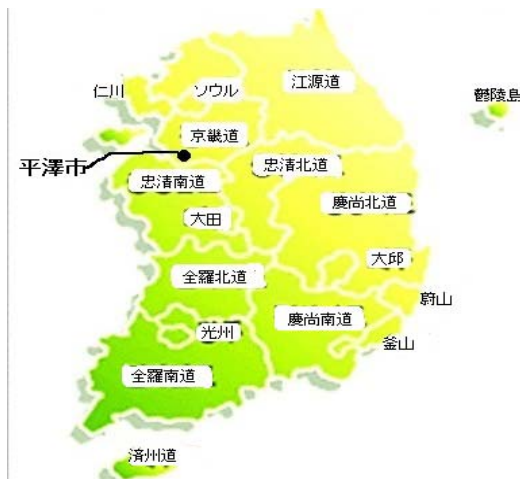 江源道
仁川
ソウル
鬱陵島
京畿道
平澤市
忠清北道
忠清南道
慶尚北道
大田
大邱
全羅北道
蔚山
慶尚南道
光州
釜山
全羅南道
済州道